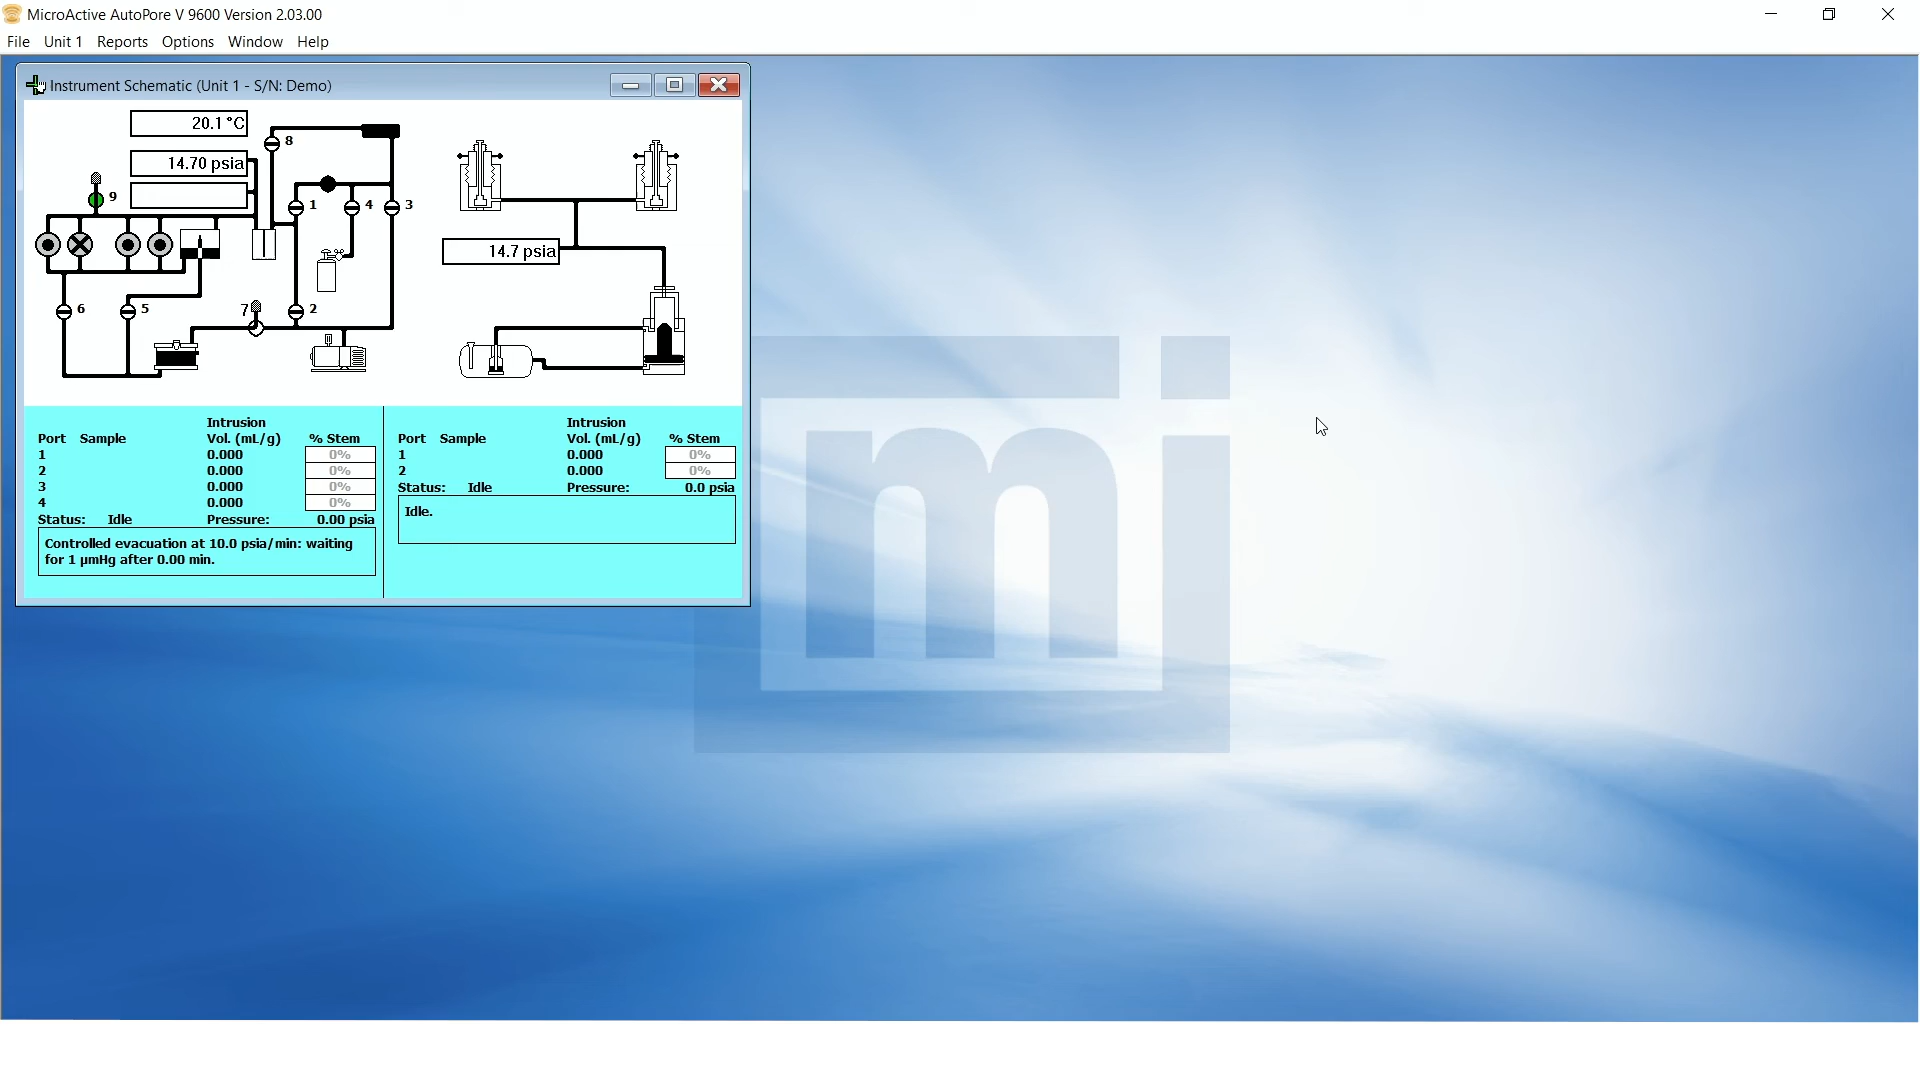 MicroActive AutoPore V 9600 Version 2.03.00
File Unit 1 Reports Options Window Help
Instrument Schematic (Unit 1 - S/N: Demo)
20.1 °C
8
14.70 psia
9
1 4 3
14.7 psia
6 5 7 2
Intrusion
Port Sample Vol. (mL/g) % Stem
1 0.000 0%
2 0.000 0%
3 0.000 0%
4 0.000 0%
Status: Idle Pressure: 0.00 psia
Controlled evacuation at 10.0 psia/min: waiting
for 1 µmHg after 0.00 min.
Intrusion
Port Sample Vol. (mL/g) % Stem
1 0.000 0%
2 0.000 0%
Status: Idle Pressure: 0.0 psia
Idle.
mi